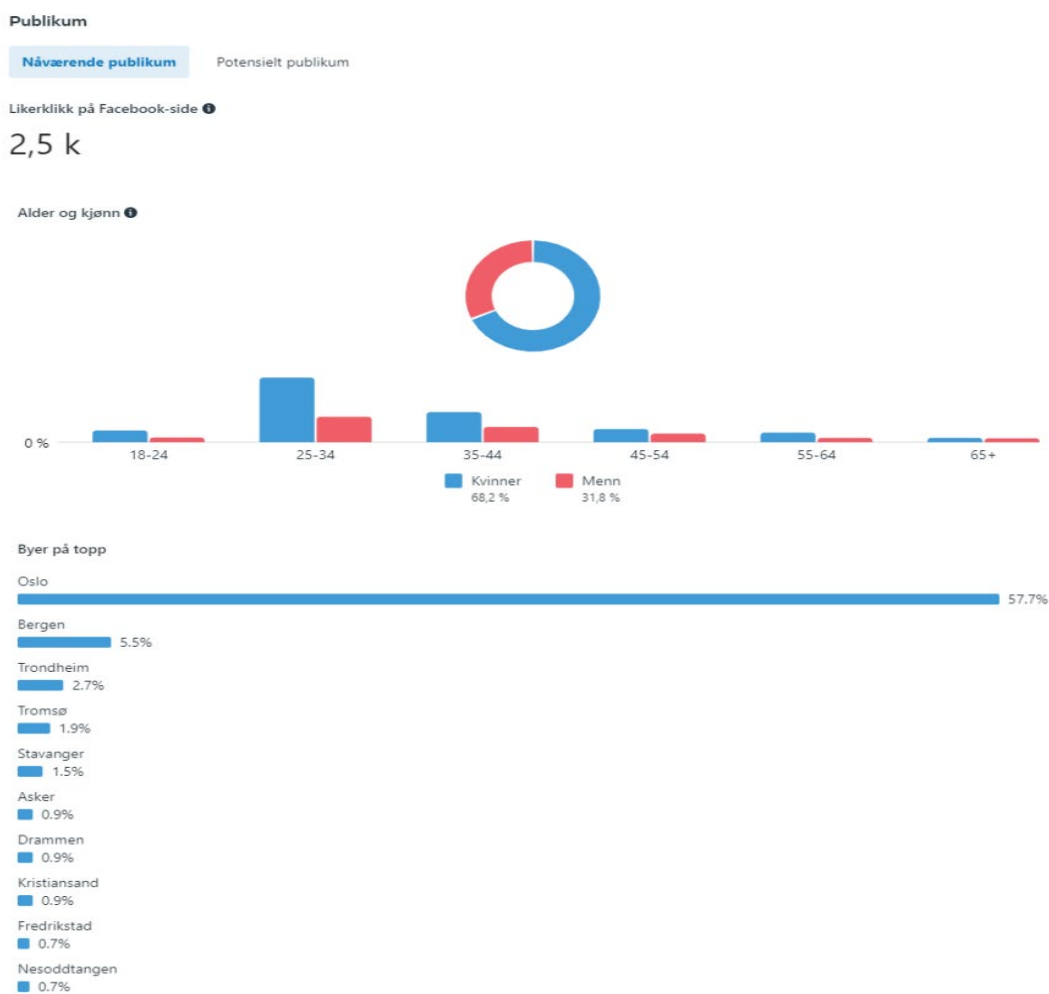 Publikum
Nåværende publikum Potensielt publikum
Likerklikk på Facebook-side
2,5 k
Alder og kjønn
0 %
18-24 25-34 35-44 45-54 55-64 65+
Kvinner Menn
68,2 % 31,8 %
Byer på topp
Oslo
57.7%
Bergen
5.5%
Trondheim
2.7%
Tromsø
1.9%
Stavanger
1.5%
Asker
0.9%
Drammen
0.9%
Kristiansand
0.9%
Fredrikstad
0.7%
Nesoddtangen
0.7%